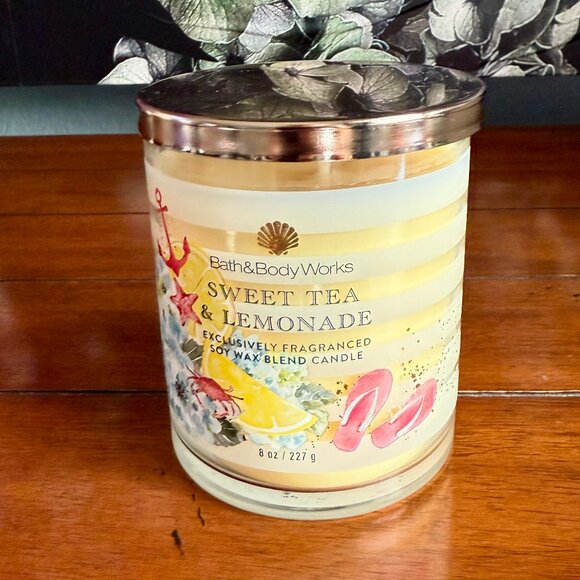 Bath&BodyWorks
SWEET TEA
& LEMONADE
EXCLUSIVELY FRAGRANCED
SOY WAX BLEND CANDLE
8 oz / 227 g